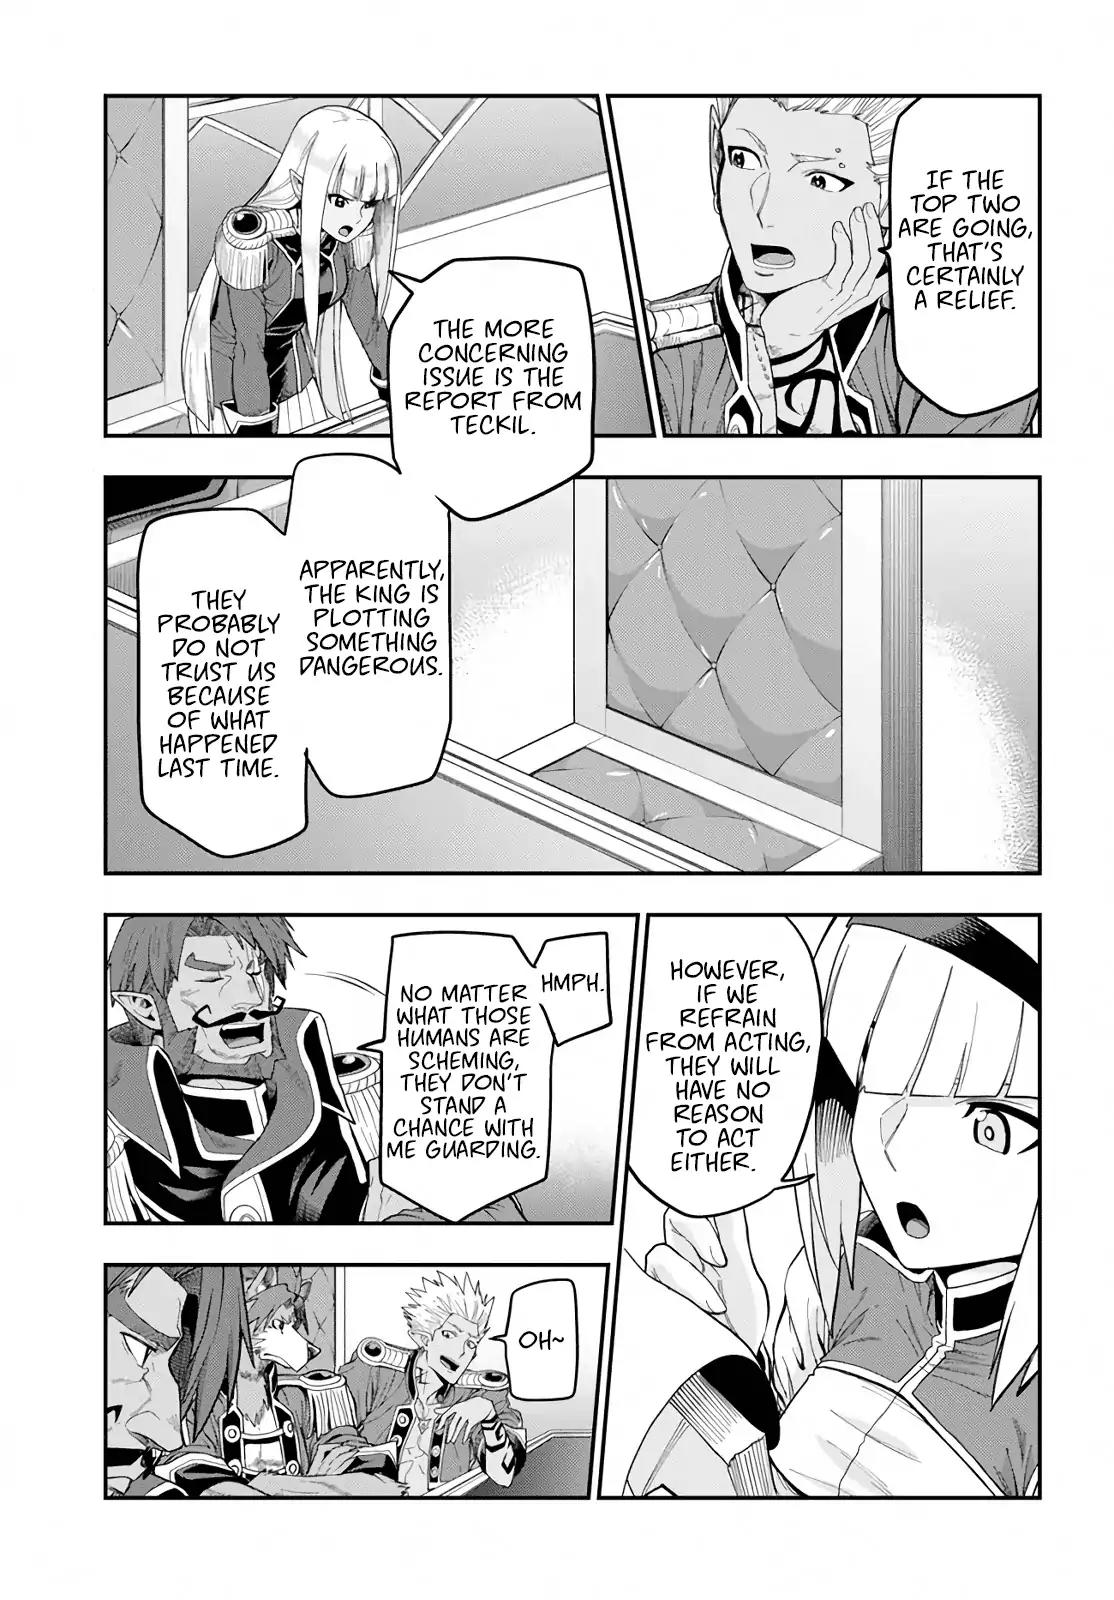 IF THE
TOP TWO
ARE GOING,
THAT'S
CERTAINLY
A RELIEF.
THE MORE
CONCERNING
ISSUE IS THE
REPORT FROM
TECKIL.
APPARENTLY,
THE KING IS
PLOTTING
SOMETHING
DANGEROUS.
THEY
PROBABLY
DO NOT
TRUST US
BECAUSE
OF WHAT
HAPPENED
LAST TIME.
HOWEVER,
IF WE
REFRAIN
FROM ACTING,
THEY WILL
HAVE NO
REASON
TO ACT
EITHER.
HMPH.
NO MATTER
WHAT THOSE
HUMANS ARE
SCHEMING,
THEY DON'T
STAND A
CHANCE WITH
ME GUARDING.
OH~